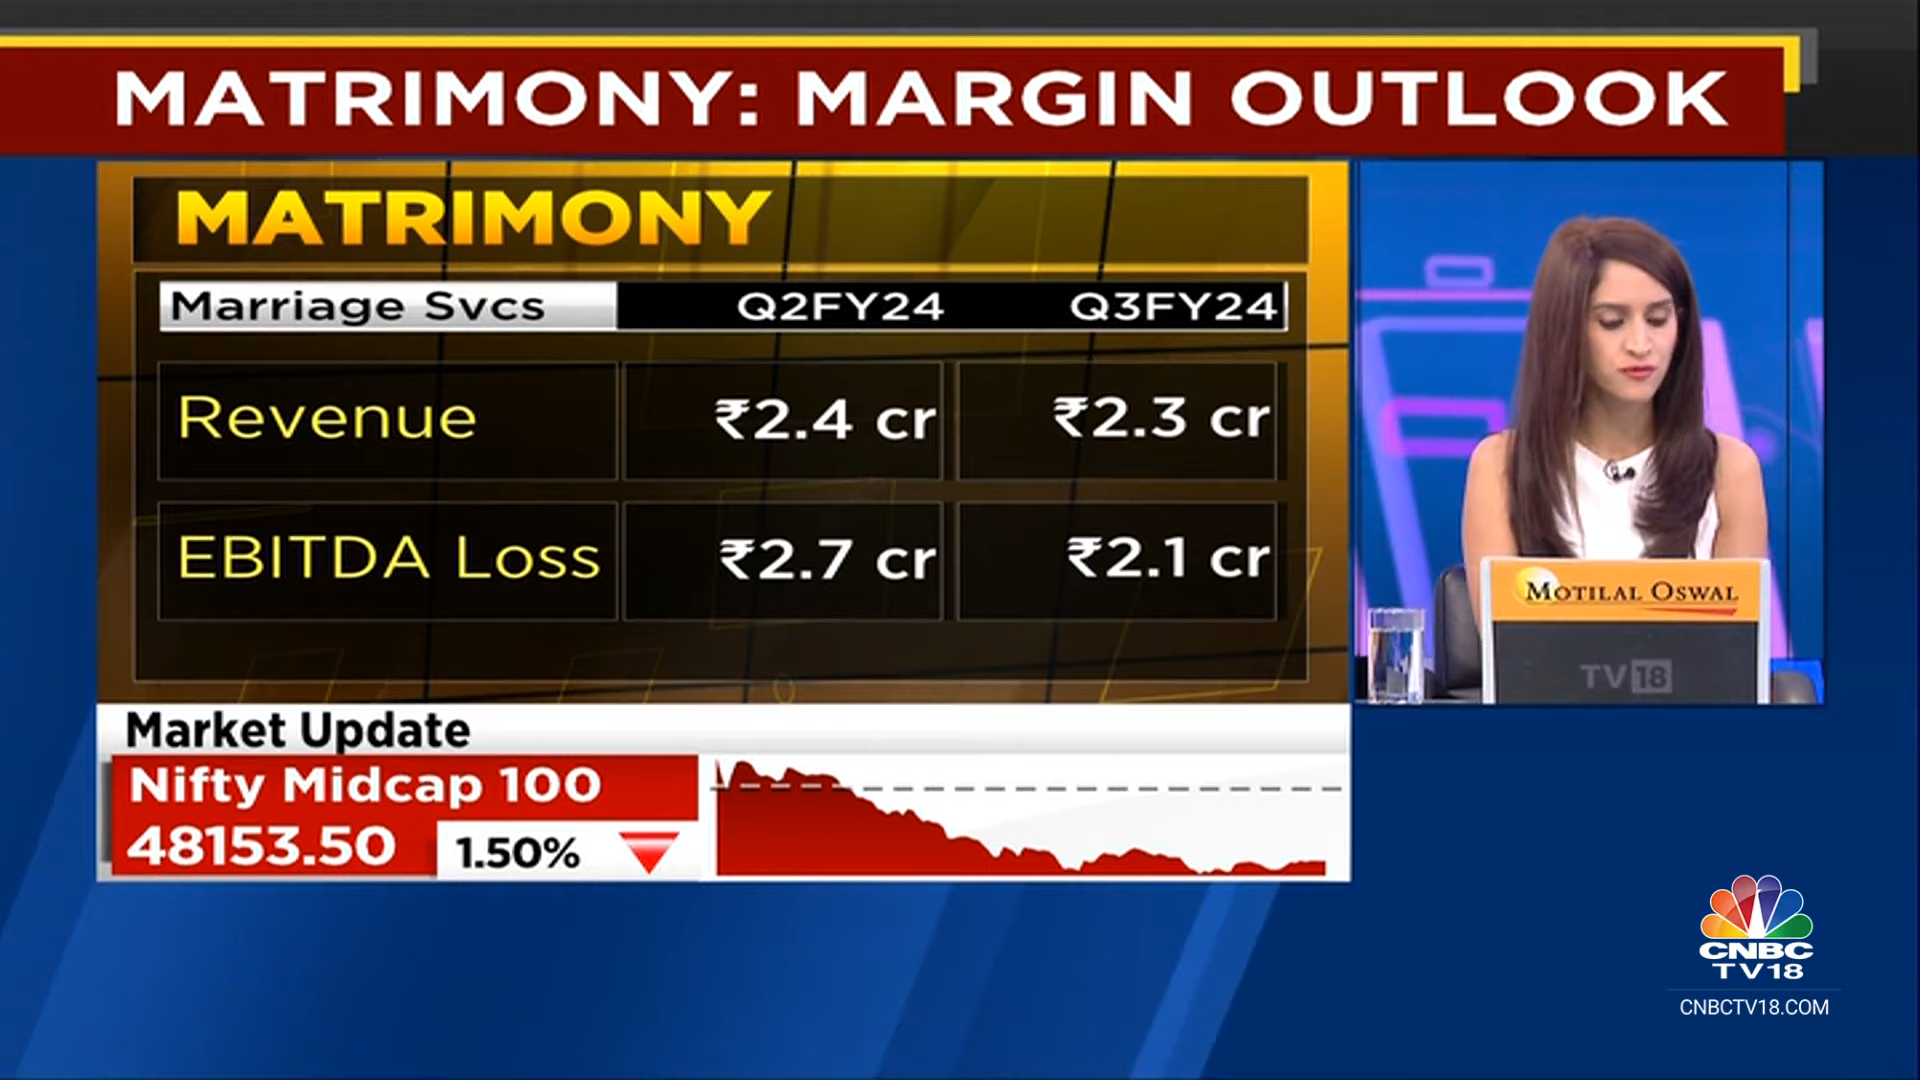 MATRIMONY: MARGIN OUTLOOK
MATRIMONY
Marriage Svcs Q2FY24 Q3FY24
Revenue ₹2.4 cr ₹2.3 cr
EBITDA Loss ₹2.7 cr ₹2.1 cr
MOTILAL OSWAL
TV18
Market Update
Nifty Midcap 100
48153.50 1.50%
CNBC
TV18
CNBCTV18.COM